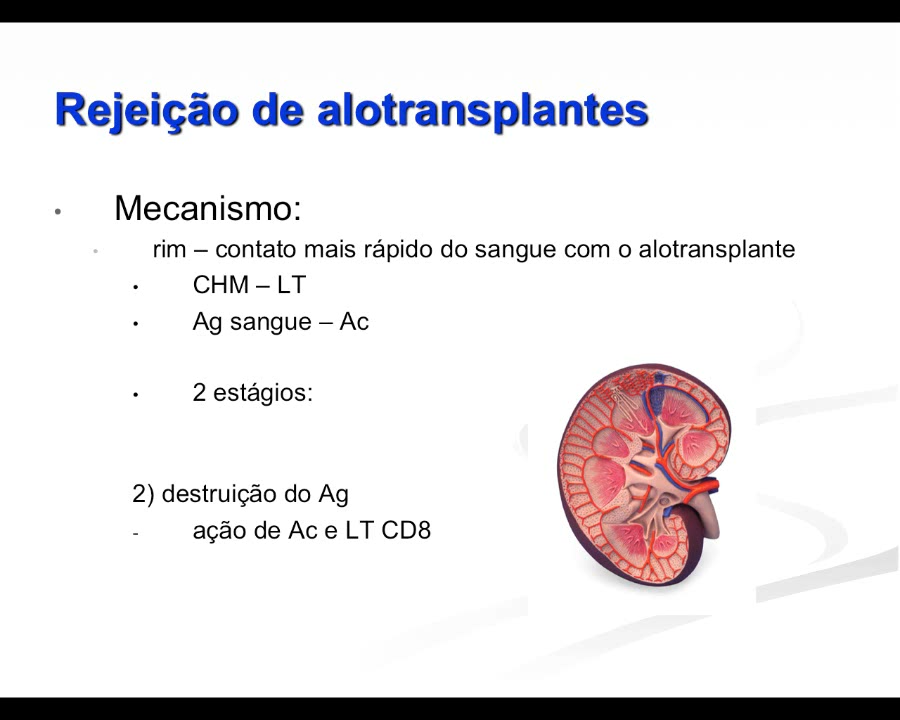 Rejeição de alotransplantes
• Mecanismo:
• rim – contato mais rápido do sangue com o alotransplante
• CHM – LT
• Ag sangue – Ac
• 2 estágios:
2) destruição do Ag
- ação de Ac e LT CD8